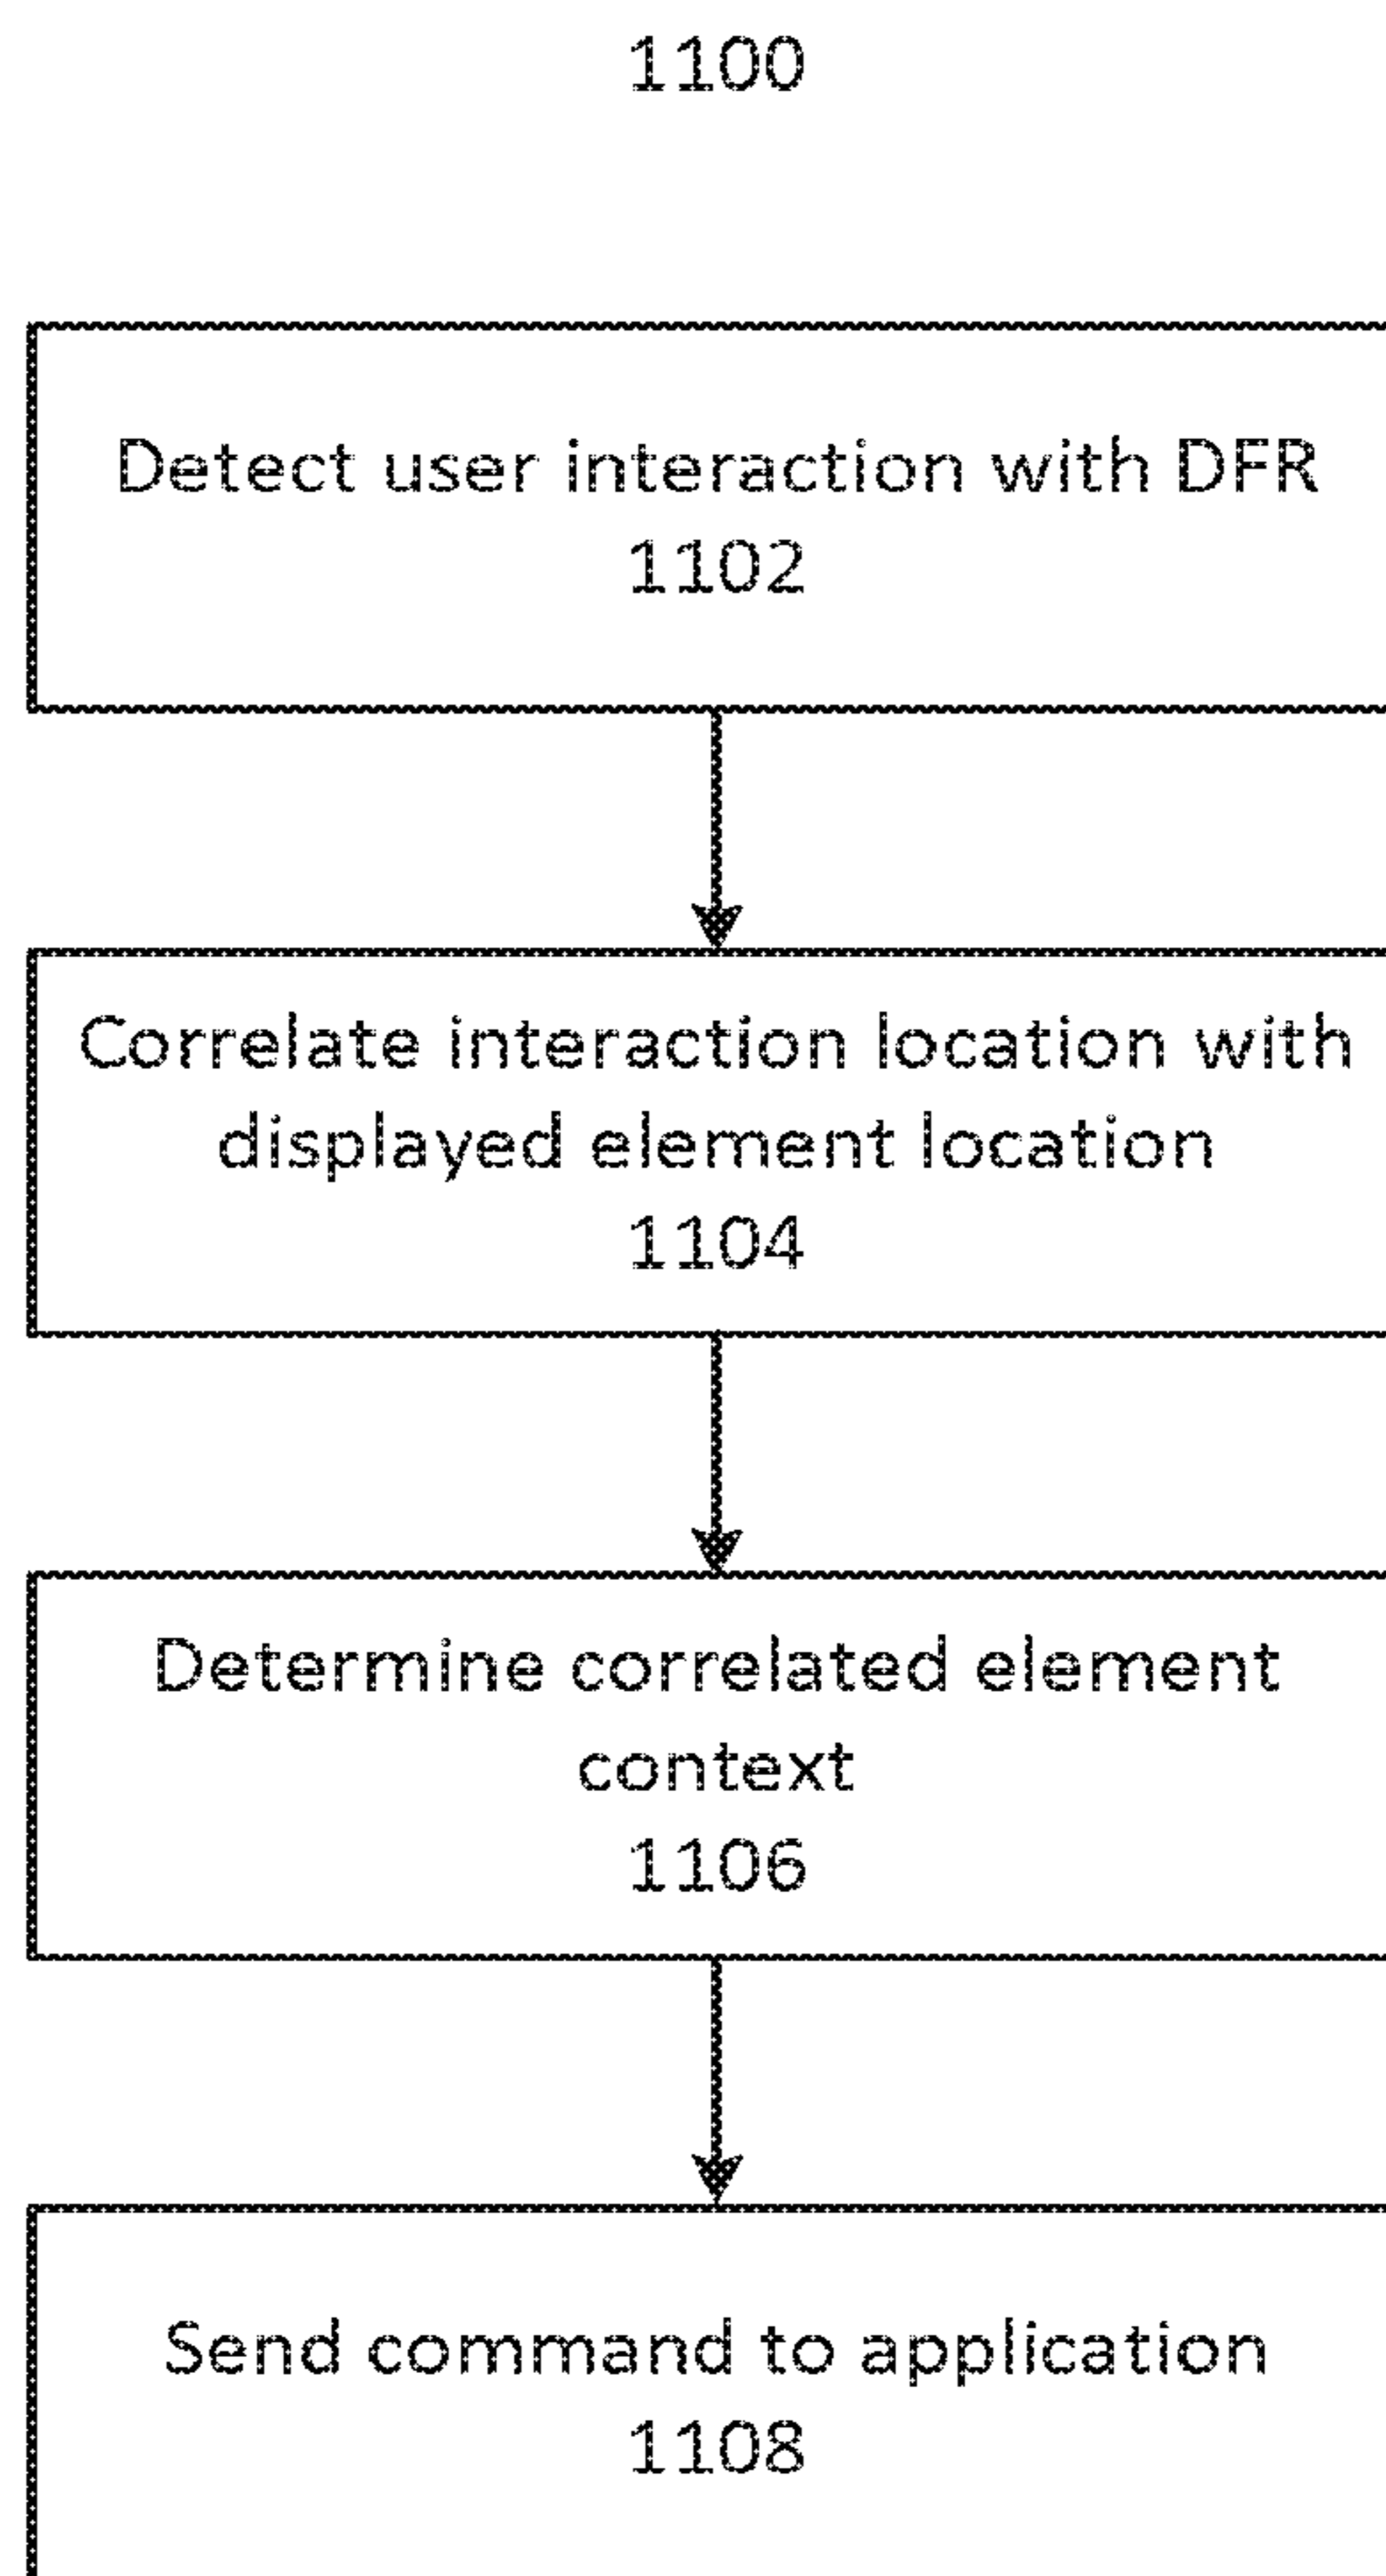 1100
Detect user interaction with DFR
1102
Correlate interaction location with
displayed element location
1104
Determine correlated element
context
1106
Send command to application
1108